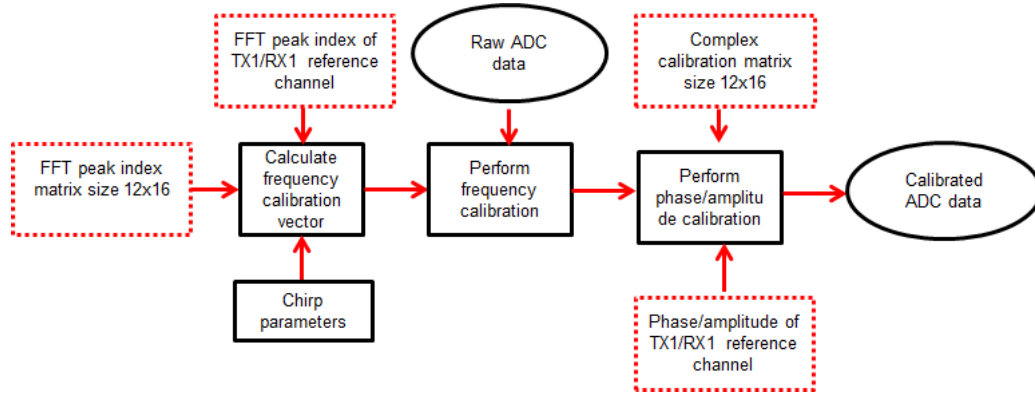 FFT peak index of
TX1/RX1 reference
channel
Raw ADC
data
Complex
calibration matrix
size 12x16
FFT peak index
matrix size 12x16
Calculate
frequency
calibration
vector
Perform
frequency
calibration
Perform
phase/amplitu
de calibration
Calibrated
ADC data
Chirp
parameters
Phase/amplitude of
TX1/RX1 reference
channel